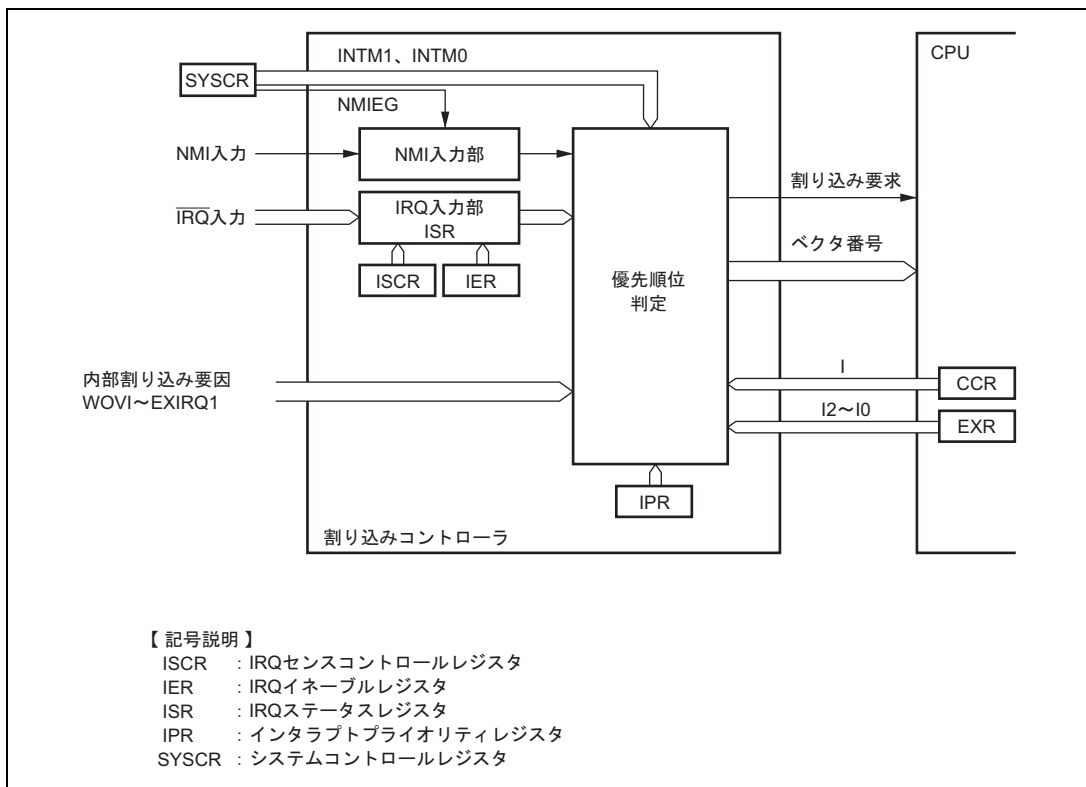 INTM1、INTM0
CPU
SYSCR
NMIEG
NMI入力
NMI入力部
IRQ入力
IRQ入力部
ISR
ISCR
IER
優先順位
判定
割り込み要求
ベクタ番号
内部割り込み要因
WOVI～EXIRQ1
I
CCR
I2～I0
EXR
IPR
割り込みコントローラ
【 記号説明 】
ISCR : IRQセンスコントロールレジスタ
IER : IRQイネーブルレジスタ
ISR : IRQステータスレジスタ
IPR : インタラプトプライオリティレジスタ
SYSCR : システムコントロールレジスタ